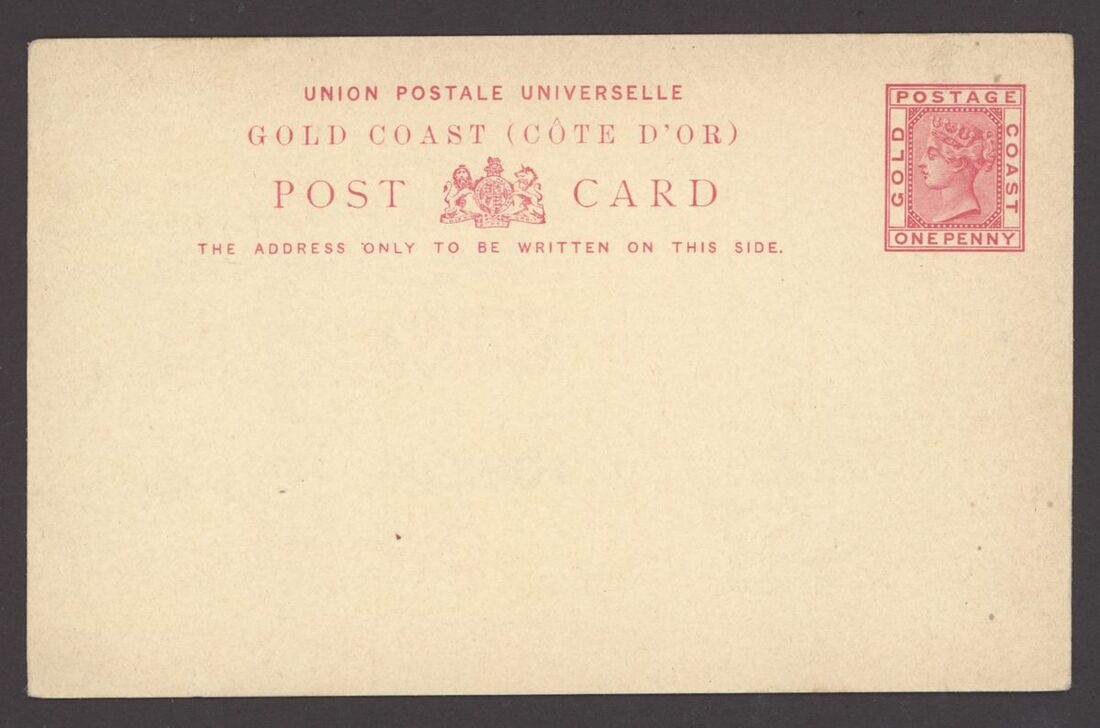 UNION POSTALE UNIVERSELLE
GOLD COAST (CÔTE D'OR)
POST CARD
THE ADDRESS ONLY TO BE WRITTEN ON THIS SIDE.
POSTAGE
GOLD
COAST
ONE PENNY